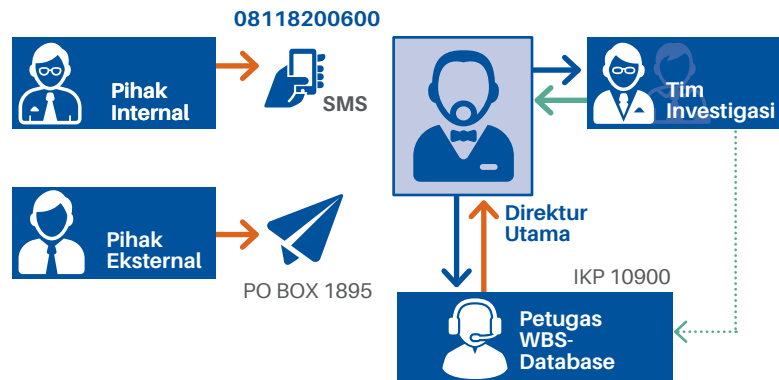 08118200600
Pihak
Internal
SMS
Tim
Investigasi
Pihak
Eksternal
PO BOX 1895
Direktur
Utama
IKP 10900
Petugas
WBS-
Database